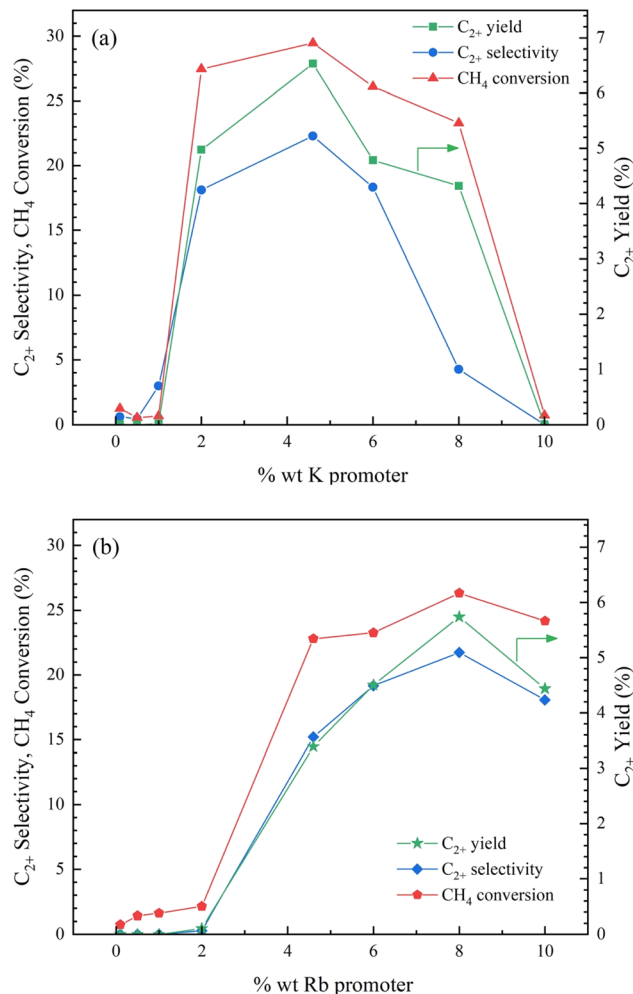 (a)
C₂₊ yield
C₂₊ selectivity
CH₄ conversion
C₂₊ Selectivity, CH₄ Conversion (%)
30
25
20
15
10
5
0
7
6
5
4
3
2
1
0
C₂₊ Yield (%)
0 2 4 6 8 10
% wt K promoter
(b)
C₂₊ Selectivity, CH₄ Conversion (%)
30
25
20
15
10
5
0
7
6
5
4
3
2
1
0
C₂₊ Yield (%)
C₂₊ yield
C₂₊ selectivity
CH₄ conversion
0 2 4 6 8 10
% wt Rb promoter